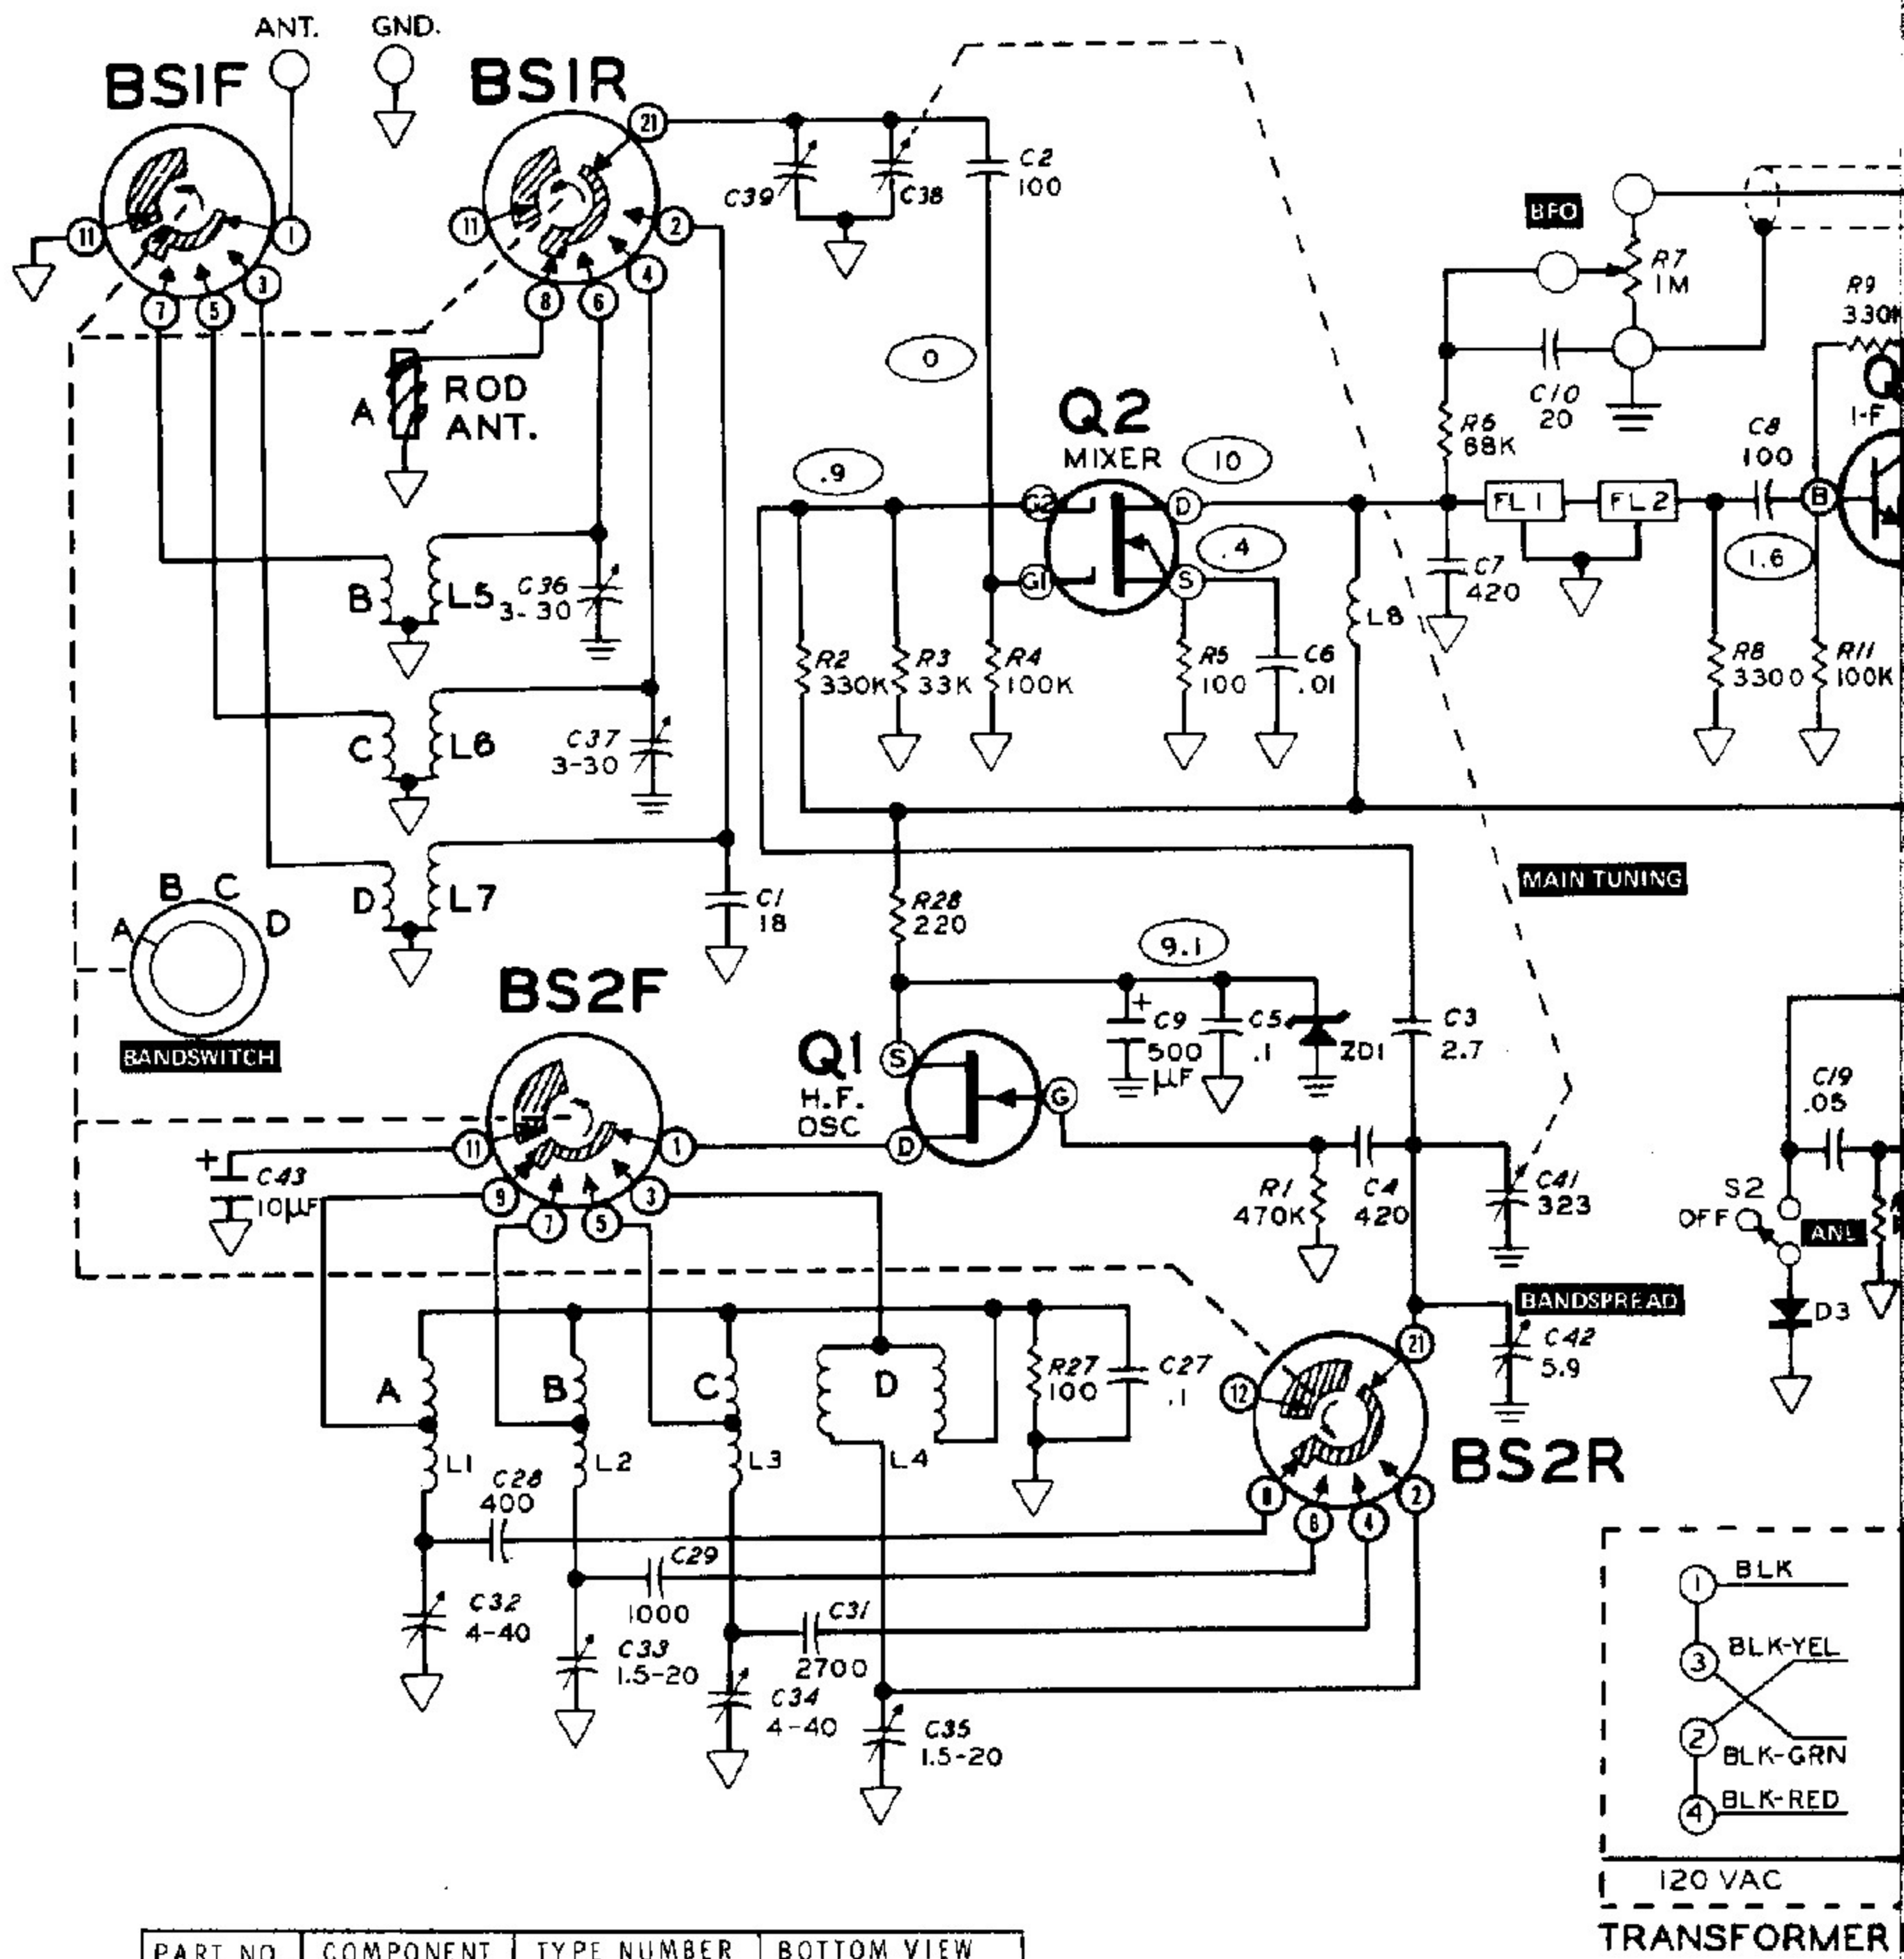 ANT.
GND.
BS1F
BS1R
21
11
1
7
5
3
11
2
4
8
6
C39
C38
C2
100
BFO
R7
1M
R9
330K
C10
20
0
A
ROD
ANT.
Q2
MIXER
.9
10
.4
G2
G1
D
S
R6
68K
C8
100
Q
I-F
B
1.6
FL 1
FL 2
C7
420
L8
B
L5
C36
3-30
R2
330K
R3
33K
R4
100K
R5
100
C6
.01
R8
3300
R11
100K
C
L6
C37
3-30
D
L7
C1
18
MAIN TUNING
A
B
C
D
BANDSWITCH
BS2F
R28
220
9.1
+
C9
500
µF
C5
.1
ZD1
C3
2.7
Q1
H.F.
OSC
S
D
G
11
1
9
3
7
5
+
C43
10µF
R1
470K
C4
420
C41
323
C19
.05
S2
OFF
ANL
D3
BANDSPREAD
C42
5.9
21
12
BS2R
8
6
4
2
A
B
C
D
L1
L2
L3
L4
R27
100
C27
.1
C28
400
C29
1000
C31
2700
C32
4-40
C33
1.5-20
C34
4-40
C35
1.5-20
1
BLK
3
BLK-YEL
2
BLK-GRN
4
BLK-RED
120 VAC
TRANSFORMER
PART NO.
COMPONENT
TYPE NUMBER
BOTTOM VIEW